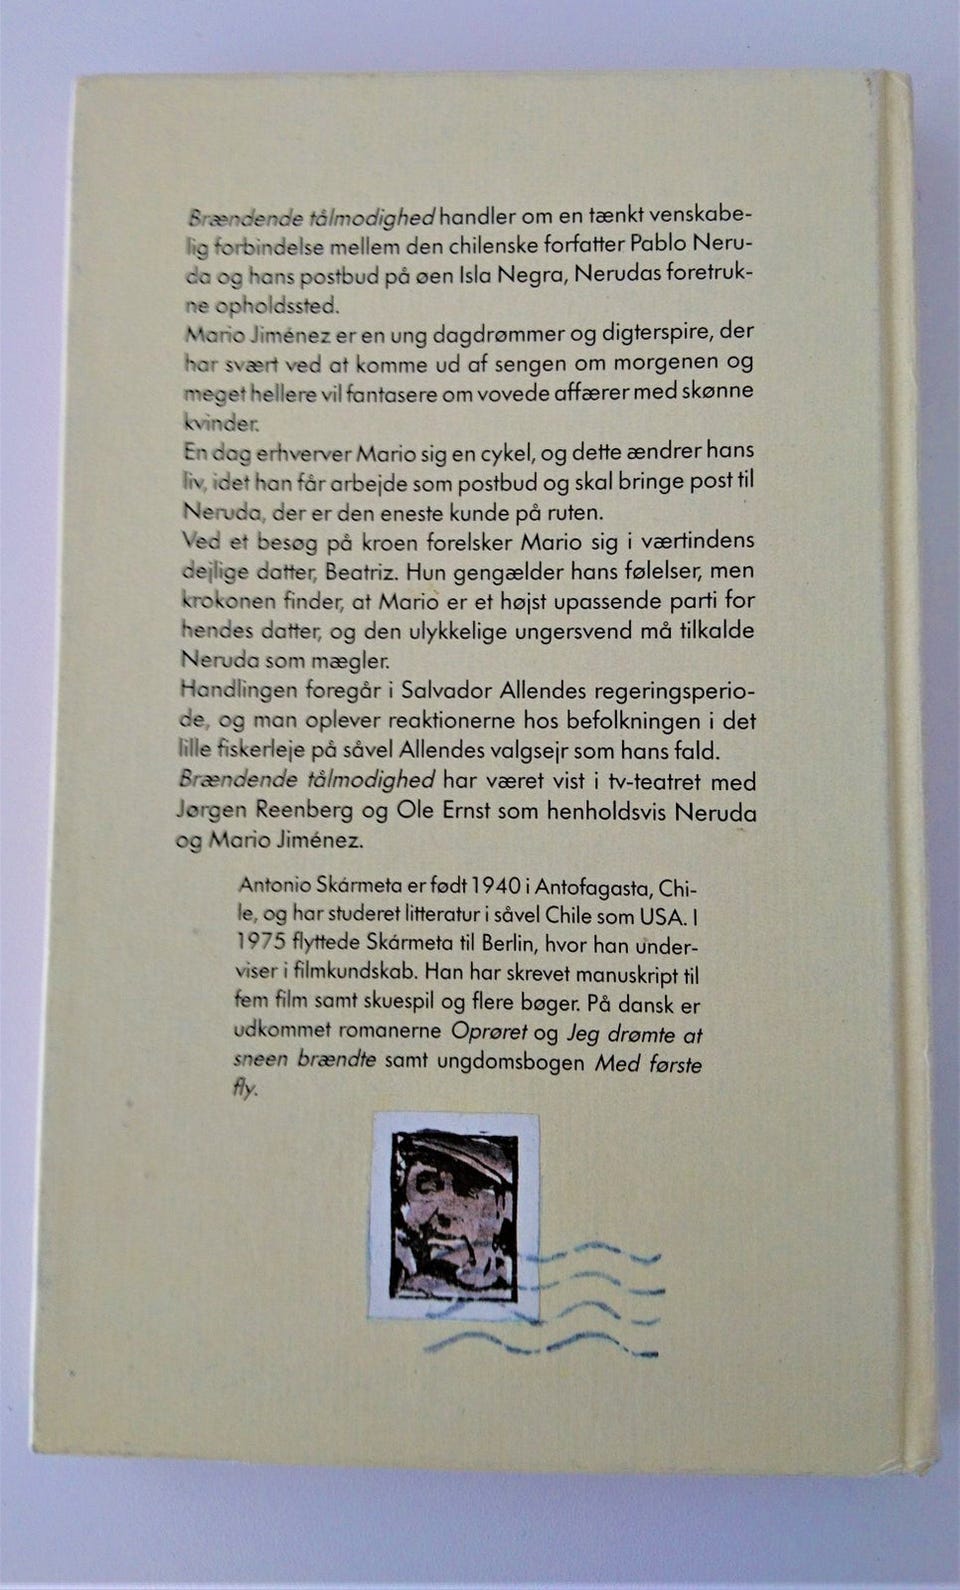 Brændende tålmodighed handler om en tænkt venskabe-
lig forbindelse mellem den chilenske forfatter Pablo Neru-
da og hans postbud på øen Isla Negra, Nerudas foretruk-
ne opholdssted.
Mario Jiménez er en ung dagdrømmer og digterspire, der
har svært ved at komme ud af sengen om morgenen og
meget hellere vil fantasere om vovede affærer med skønne
kvinder.
En dag erhverver Mario sig en cykel, og dette ændrer hans
liv, idet han får arbejde som postbud og skal bringe post til
Neruda, der er den eneste kunde på ruten.
Ved et besøg på kroen forelsker Mario sig i værtindens
dejlige datter, Beatriz. Hun gengælder hans følelser, men
krokonen finder, at Mario er et højst upassende parti for
hendes datter, og den ulykkelige ungersvend må tilkalde
Neruda som mægler.
Handlingen foregår i Salvador Allendes regeringsperio-
de, og man oplever reaktionerne hos befolkningen i det
lille fiskerleje på såvel Allendes valgsejr som hans fald.
Brændende tålmodighed har været vist i tv-teatret med
Jørgen Reenberg og Ole Ernst som henholdsvis Neruda
og Mario Jiménez.
Antonio Skármeta er født 1940 i Antofagasta, Chi-
le, og har studeret litteratur i såvel Chile som USA. I
1975 flyttede Skármeta til Berlin, hvor han under-
viser i filmkundskab. Han har skrevet manuskript til
fem film samt skuespil og flere bøger. På dansk er
udkommet romanerne Oprøret og Jeg drømte at
sneen brændte samt ungdomsbogen Med første
fly.